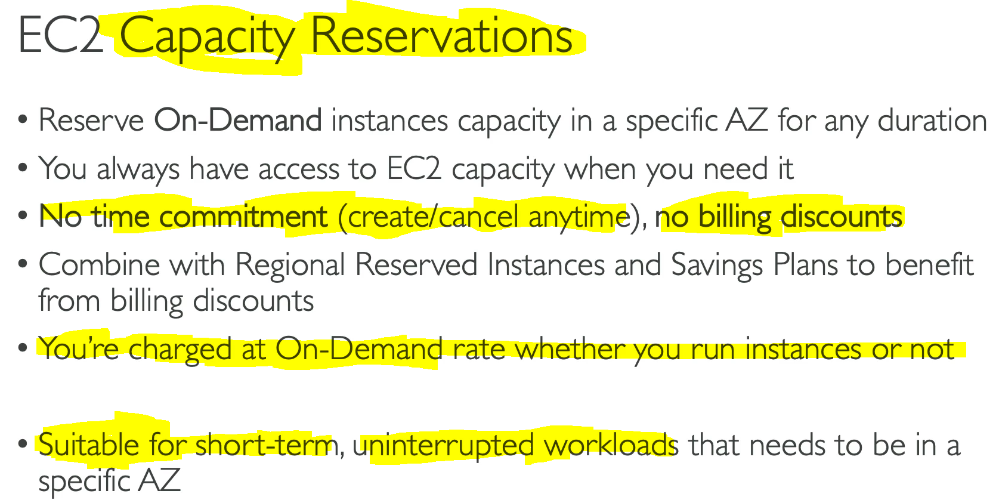 EC2 Capacity Reservations
• Reserve On-Demand instances capacity in a specific AZ for any duration
• You always have access to EC2 capacity when you need it
• No time commitment (create/cancel anytime), no billing discounts
• Combine with Regional Reserved Instances and Savings Plans to benefit
from billing discounts
• You’re charged at On-Demand rate whether you run instances or not
• Suitable for short-term, uninterrupted workloads that needs to be in a
specific AZ